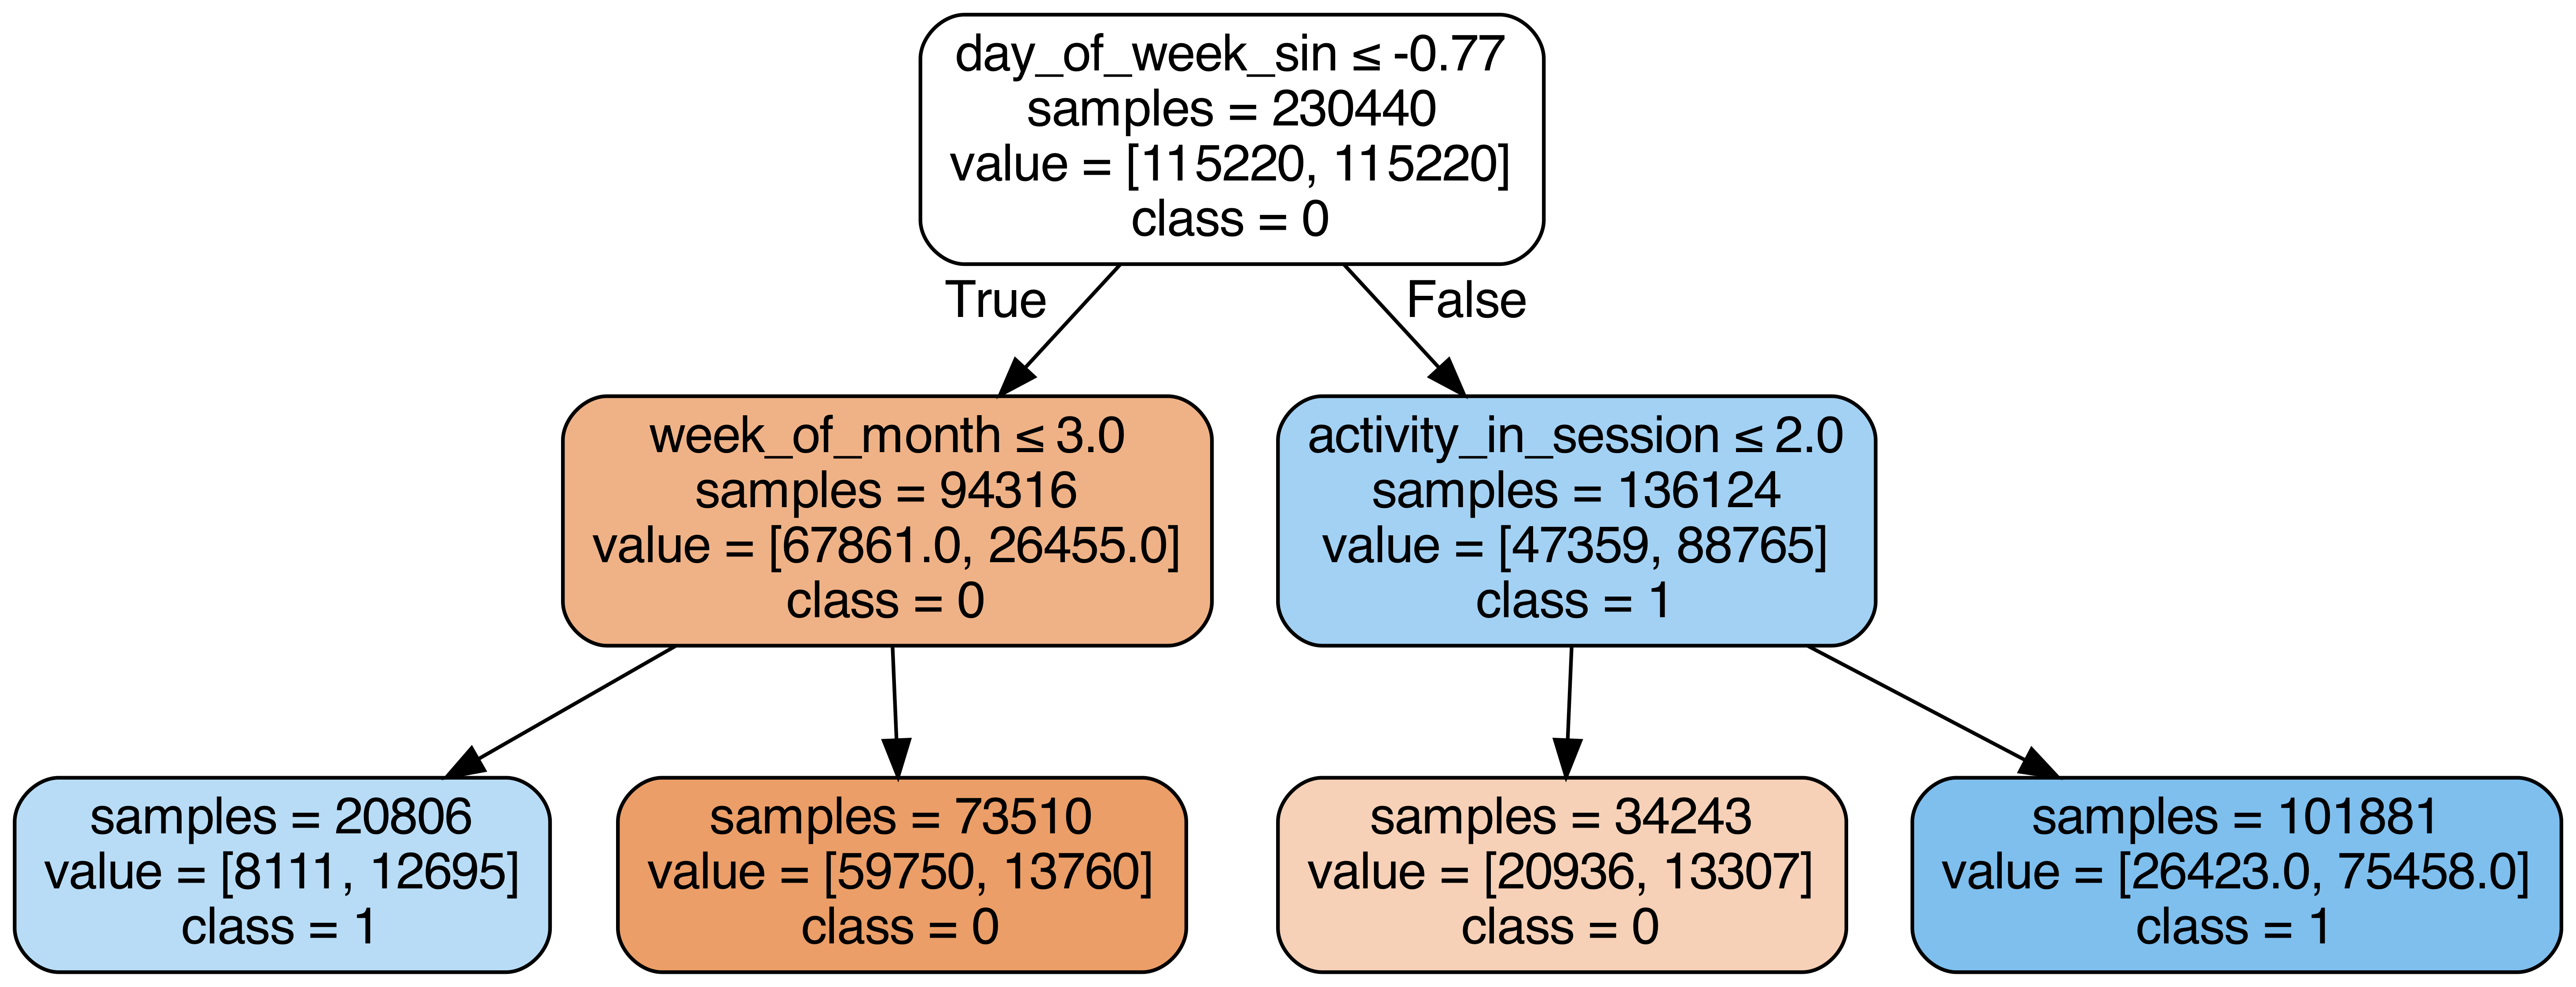 day_of_week_sin ≤ -0.77
samples = 230440
value = [115220, 115220]
class = 0
True
False
week_of_month ≤ 3.0
samples = 94316
value = [67861.0, 26455.0]
class = 0
activity_in_session ≤ 2.0
samples = 136124
value = [47359, 88765]
class = 1
samples = 20806
value = [8111, 12695]
class = 1
samples = 73510
value = [59750, 13760]
class = 0
samples = 34243
value = [20936, 13307]
class = 0
samples = 101881
value = [26423.0, 75458.0]
class = 1